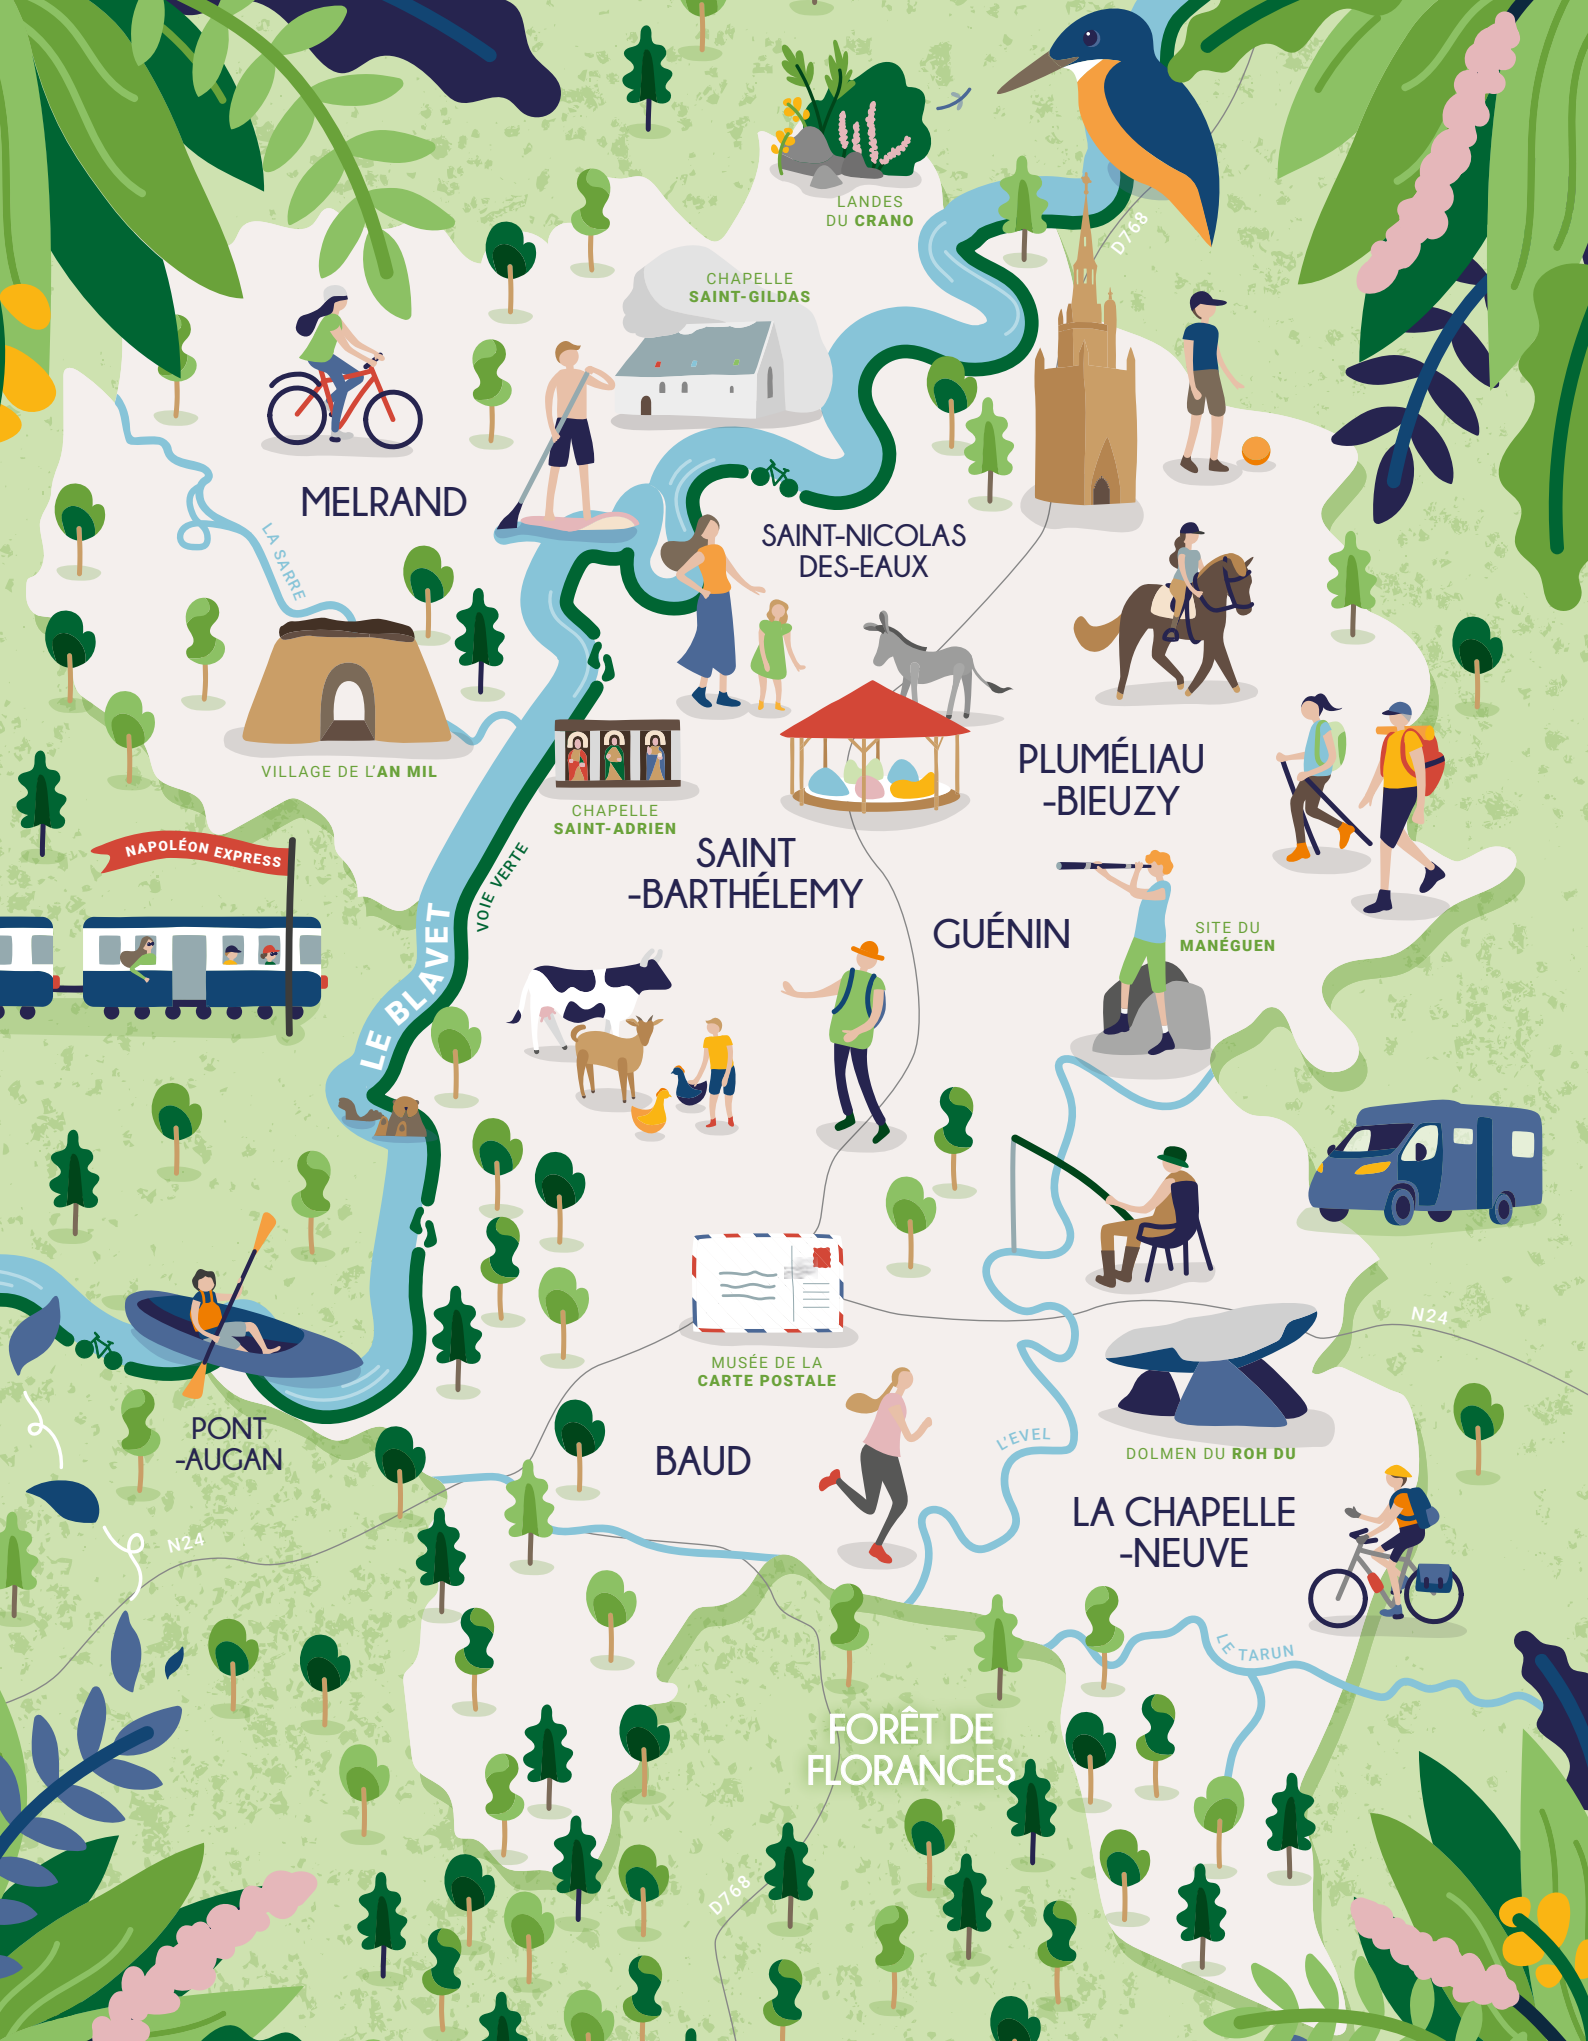 LANDES
DU CRANO
D768
CHAPELLE
SAINT-GILDAS
MELRAND
SAINT-NICOLAS
DES-EAUX
LA SARRE
VILLAGE DE L'AN MIL
CHAPELLE
SAINT-ADRIEN
PLUMÉLIAU
-BIEUZY
NAPOLÉON EXPRESS
VOIE VERTE
SAINT
-BARTHÉLEMY
LE BLAVET
GUÉNIN
SITE DU
MANÉGUEN
N24
MUSÉE DE LA
CARTE POSTALE
PONT
-AUGAN
BAUD
L'EVEL
DOLMEN DU ROH DU
LA CHAPELLE
-NEUVE
N24
LE TARUN
FORÊT DE
FLORANGES
D768